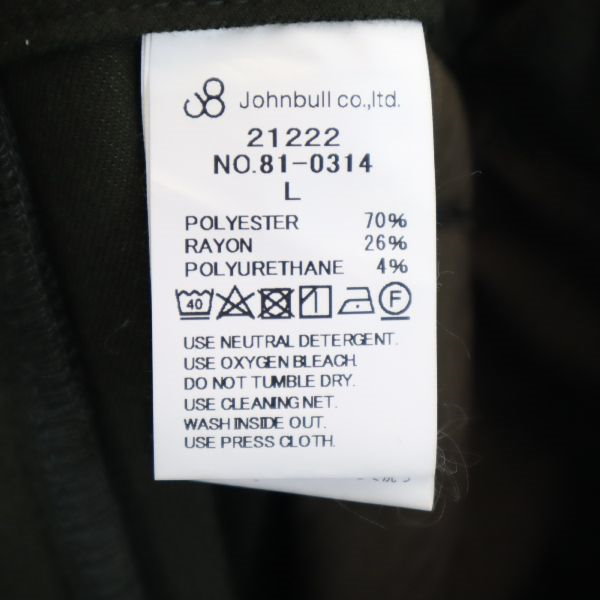 Johnbull co.,ltd.
21222
NO.81-0314
L
POLYESTER 70%
RAYON 26%
POLYURETHANE 4%
40 F
USE NEUTRAL DETERGENT.
USE OXYGEN BLEACH.
DO NOT TUMBLE DRY.
USE CLEANING NET.
WASH INSIDE OUT.
USE PRESS CLOTH.